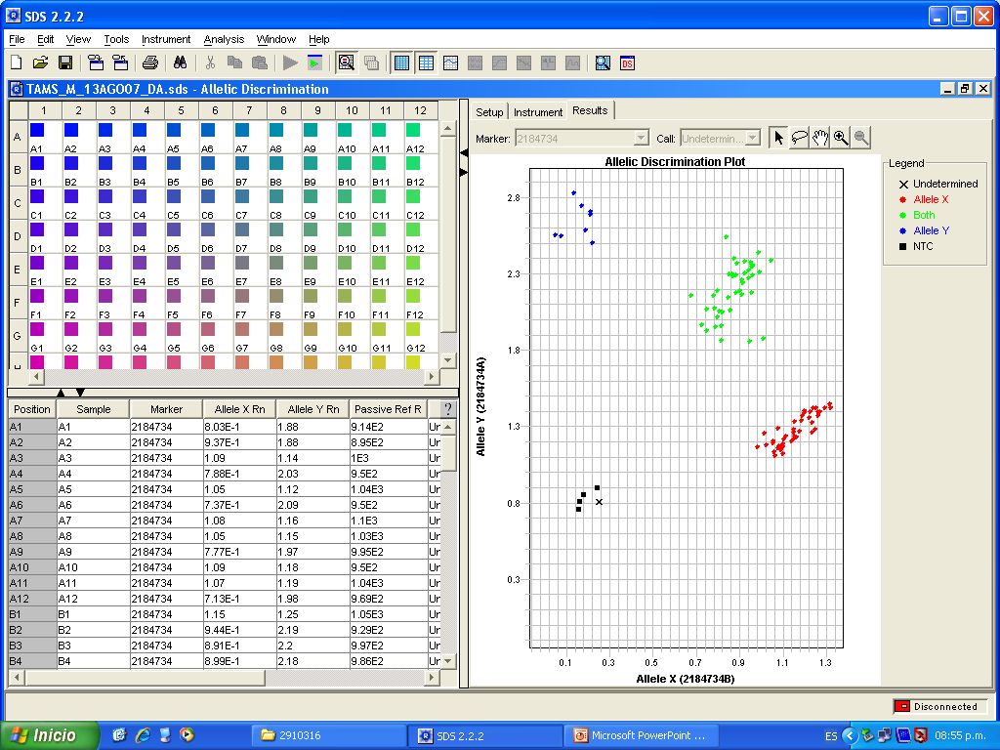 SDS 2.2.2
File Edit View Tools Instrument Analysis Window Help
DS
TAMS_M_13AGO07_DA.sds - Allelic Discrimination
1 2 3 4 5 6 7 8 9 10 11 12
A
A1 A2 A3 A4 A5 A6 A7 A8 A9 A10 A11 A12
B
B1 B2 B3 B4 B5 B6 B7 B8 B9 B10 B11 B12
C
C1 C2 C3 C4 C5 C6 C7 C8 C9 C10 C11 C12
D
D1 D2 D3 D4 D5 D6 D7 D8 D9 D10 D11 D12
E
E1 E2 E3 E4 E5 E6 E7 E8 E9 E10 E11 E12
F
F1 F2 F3 F4 F5 F6 F7 F8 F9 F10 F11 F12
G
G1 G2 G3 G4 G5 G6 G7 G8 G9 G10 G11 G12
Position Sample Marker Allele X Rn Allele Y Rn Passive Ref R ?
A1 A1 2184734 8.03E-1 1.88 9.14E2 Ur
A2 A2 2184734 9.37E-1 1.88 8.95E2 Ur
A3 A3 2184734 1.09 1.14 1E3 Ur
A4 A4 2184734 7.88E-1 2.03 9.5E2 Ur
A5 A5 2184734 1.05 1.12 1.04E3 Ur
A6 A6 2184734 7.37E-1 2.09 9.5E2 Ur
A7 A7 2184734 1.08 1.16 1.1E3 Ur
A8 A8 2184734 1.05 1.15 1.03E3 Ur
A9 A9 2184734 7.77E-1 1.97 9.95E2 Ur
A10 A10 2184734 1.09 1.18 9.5E2 Ur
A11 A11 2184734 1.07 1.19 1.04E3 Ur
A12 A12 2184734 7.13E-1 1.98 9.69E2 Ur
B1 B1 2184734 1.15 1.25 1.05E3 Ur
B2 B2 2184734 9.44E-1 2.19 9.29E2 Ur
B3 B3 2184734 8.91E-1 2.2 9.97E2 Ur
B4 B4 2184734 8.99E-1 2.18 9.86E2 Ur
Setup Instrument Results
Marker: 2184734 Call: Undetermin...
Allelic Discrimination Plot
2.8
2.3
1.8
1.3
0.8
0.3
Allele Y (2184734A)
0.1 0.3 0.5 0.7 0.9 1.1 1.3
Allele X (2184734B)
Legend
Undetermined
Allele X
Both
Allele Y
NTC
Disconnected
Inicio 2910316 SDS 2.2.2 Microsoft PowerPoint ... ES 08:55 p.m.